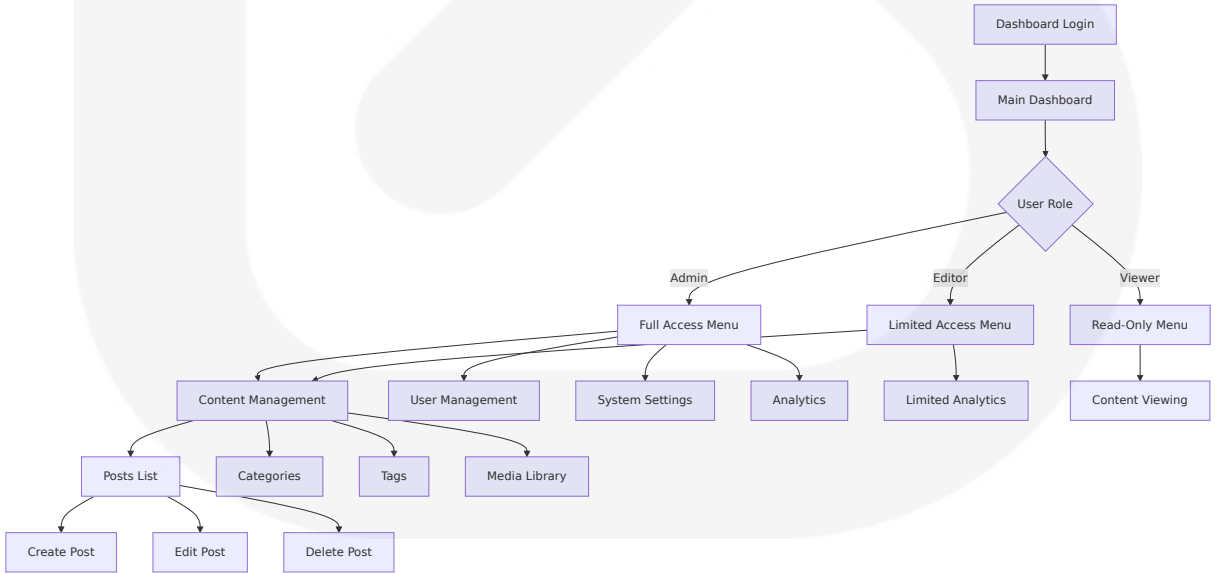 Dashboard Login
Main Dashboard
User Role
Admin
Editor
Viewer
Full Access Menu
Limited Access Menu
Read-Only Menu
Content Management
User Management
System Settings
Analytics
Limited Analytics
Content Viewing
Posts List
Categories
Tags
Media Library
Create Post
Edit Post
Delete Post